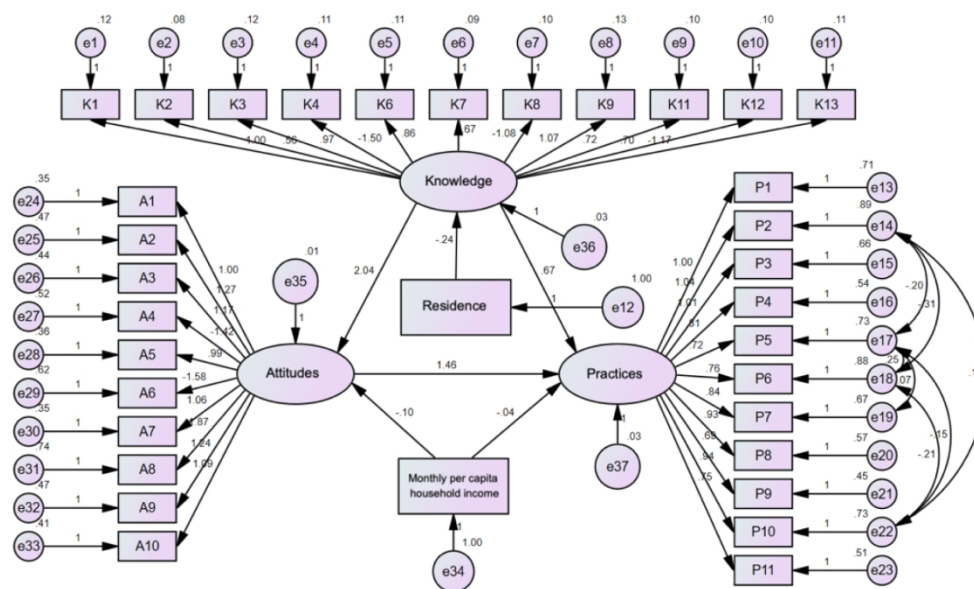 .12 .08 .12 .11 .11 .09 .10 .13 .10 .10 .11
e1 e2 e3 e4 e5 e6 e7 e8 e9 e10 e11
1 1 1 1 1 1 1 1 1 1 1
K1 K2 K3 K4 K6 K7 K8 K9 K11 K12 K13
1.00 .56 .97 -1.50 .86 .67 -1.08 1.07 .72 .70 -1.17
Knowledge
.35
e24 1 A1
.47
e25 1 A2
.44
e26 1 A3
.52
e27 1 A4
.36
e28 1 A5
.62
e29 1 A6
.35
e30 1 A7
.74
e31 1 A8
.47
e32 1 A9
.41
e33 1 A10
1.00
1.27
1.17
-1.42
.99
-1.58
1.06
1.24
1.09
.01
e35
1
Attitudes
2.04
-.24
.67
1
.03
e36
Residence
1
1.00
e12
1.46
-.10
-.04
Monthly per capita
household income
1
1.00
e34
Practices
1
.03
e37
1.00
1.04
1.01
.81
.72
.76
.84
.93
.69
.94
.75
.71
P1 1 e13
.89
P2 1 e14
.66
P3 1 e15
.54
P4 1 e16
.73
P5 1 e17
.88
P6 1 e18
.67
P7 1 e19
.57
P8 1 e20
.45
P9 1 e21
.73
P10 1 e22
.51
P11 1 e23
-.20
-.31
.25
.07
-.15
-.21